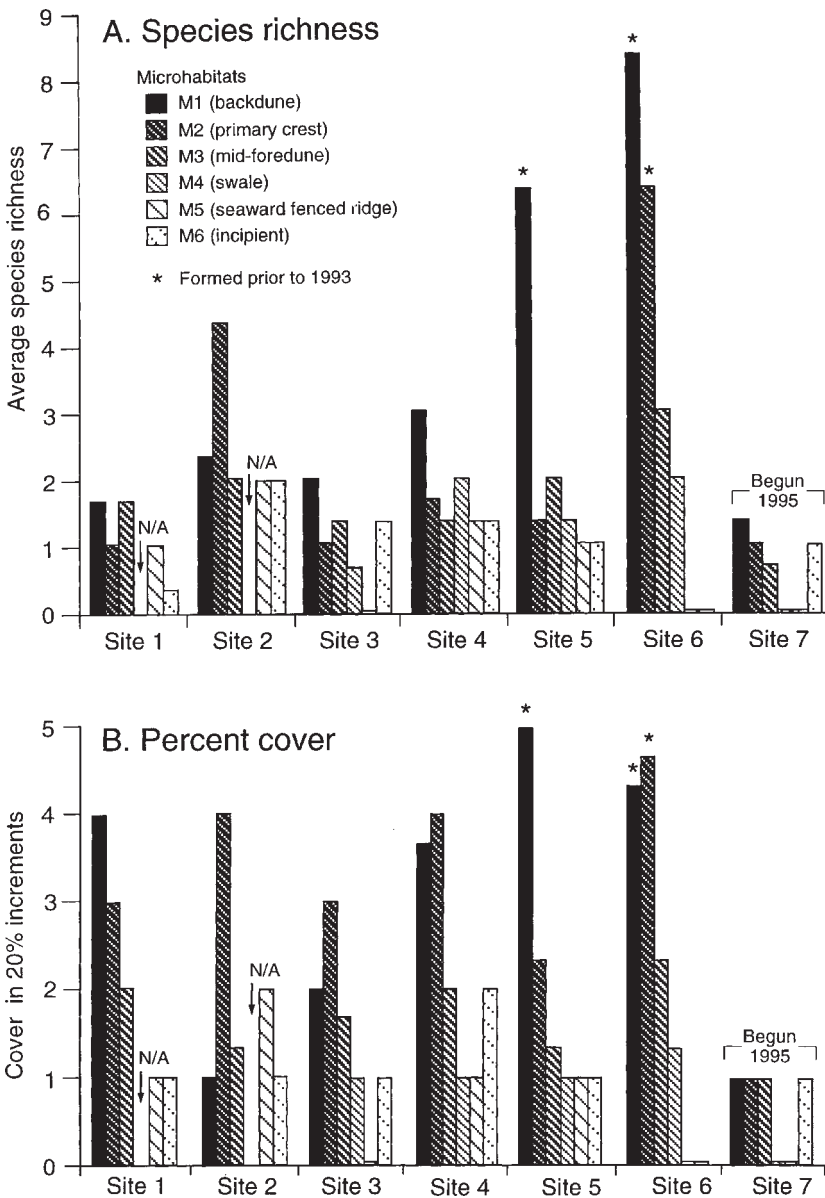 A. Species richness
Microhabitats
M1 (backdune)
M2 (primary crest)
M3 (mid-foredune)
M4 (swale)
M5 (seaward fenced ridge)
M6 (incipient)
* Formed prior to 1993
Average species richness
9
8
7
6
5
4
3
2
1
0
N/A
N/A
*
*
*
Begun
1995
Site 1
Site 2
Site 3
Site 4
Site 5
Site 6
Site 7
B. Percent cover
Cover in 20% increments
5
4
3
2
1
0
N/A
N/A
*
*
*
Begun
1995
Site 1
Site 2
Site 3
Site 4
Site 5
Site 6
Site 7